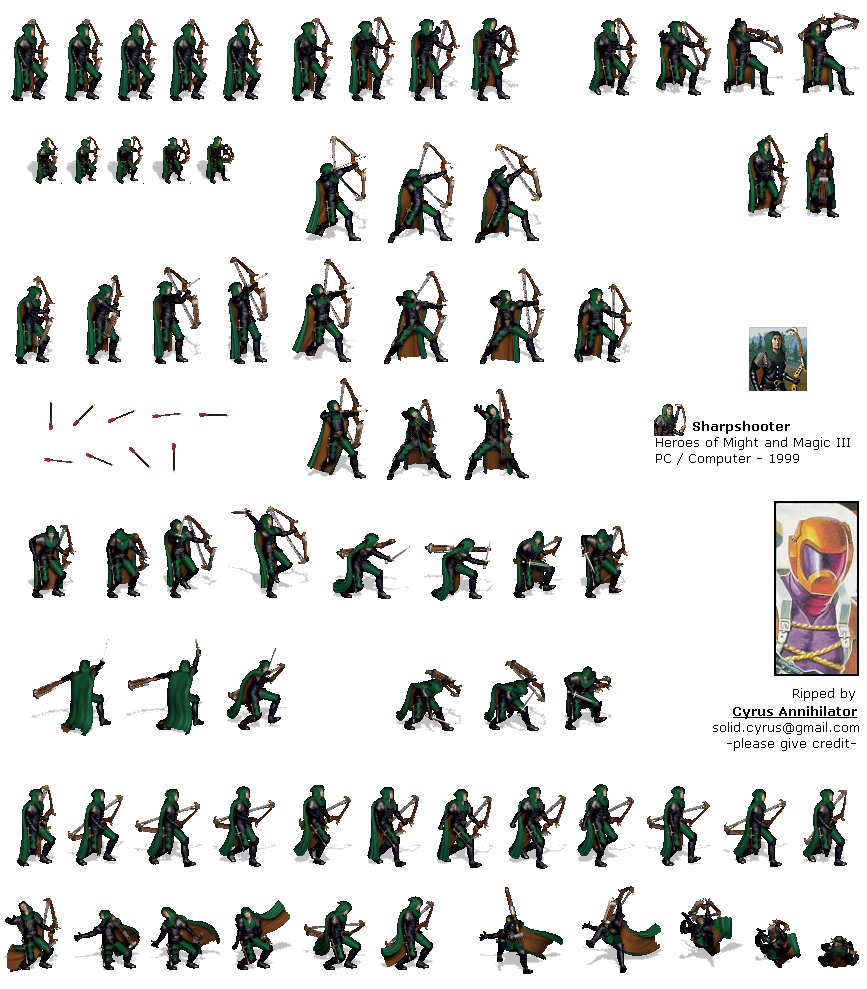 Sharpshooter
Heroes of Might and Magic III
PC / Computer - 1999
Ripped by
Cyrus Annihilator
solid.cyrus@gmail.com
-please give credit-